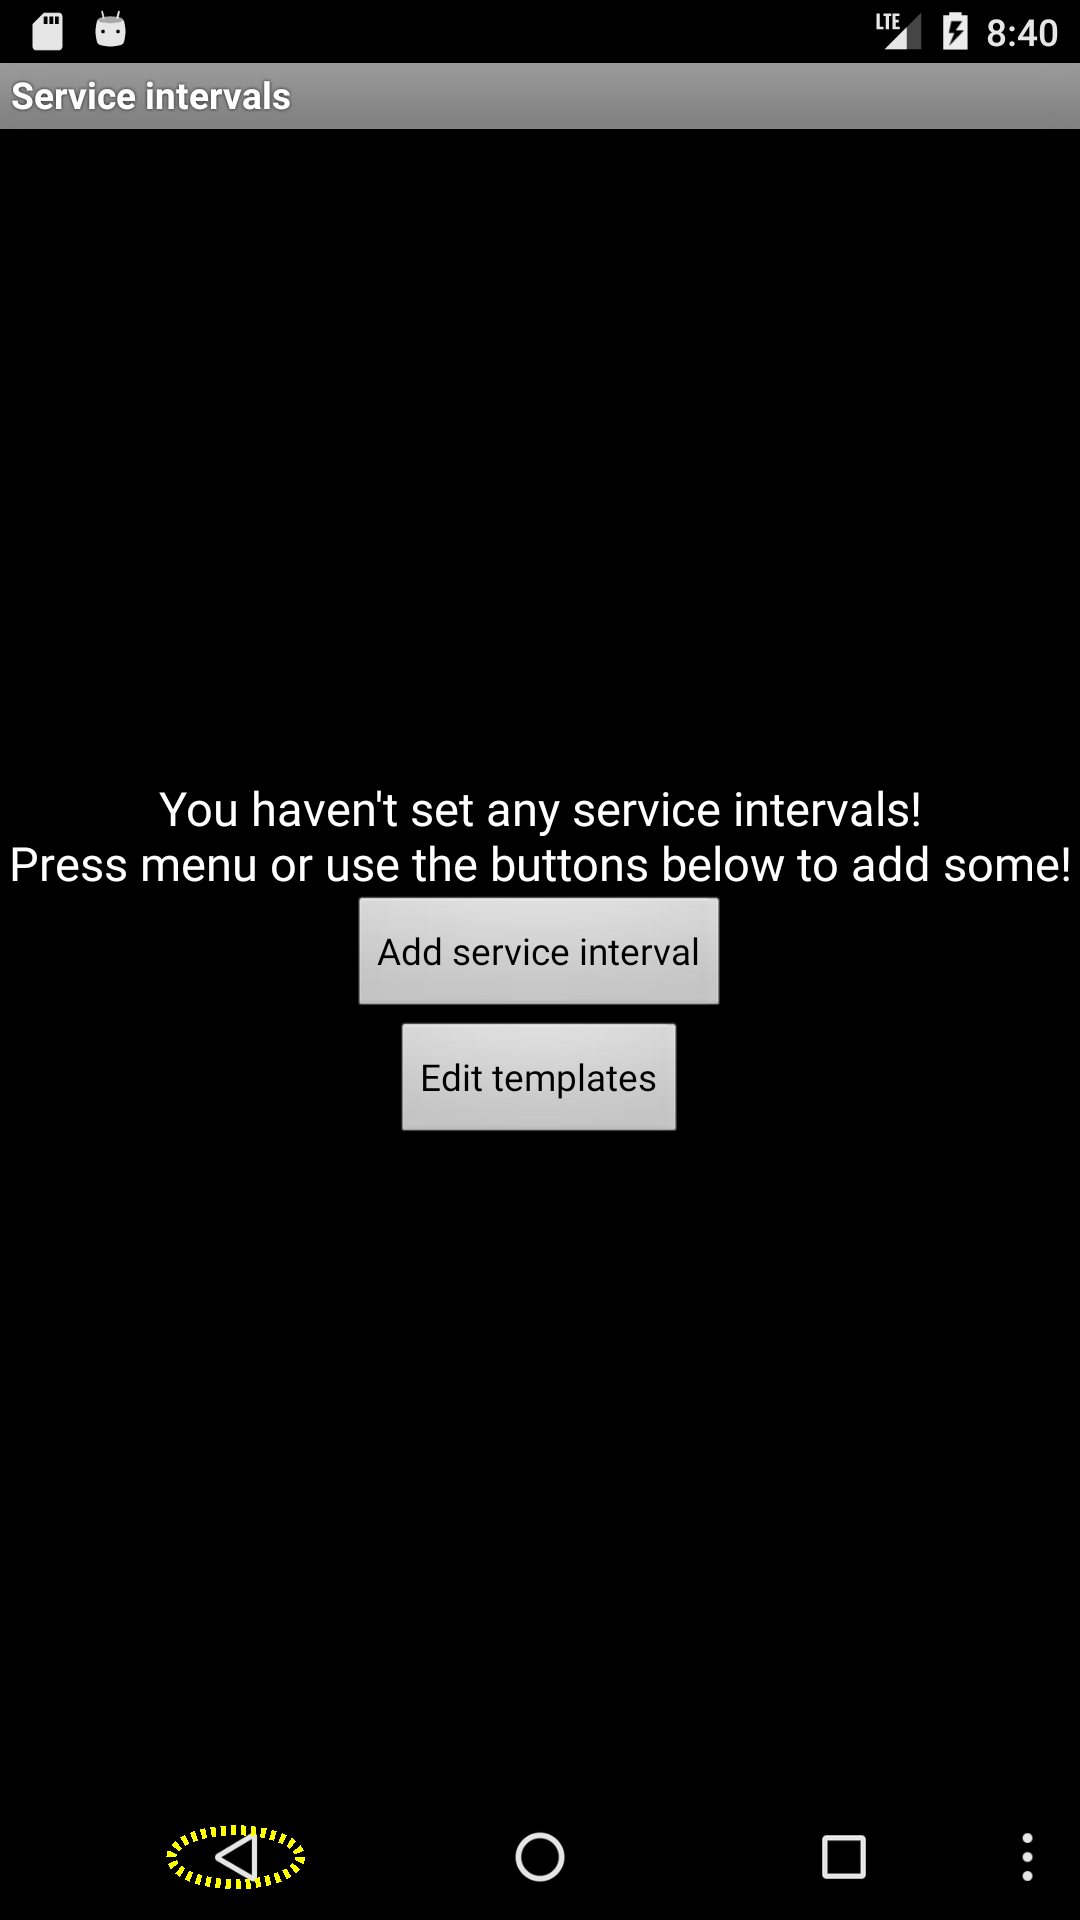 LTE 8:40
Service intervals
You haven't set any service intervals!
Press menu or use the buttons below to add some!
Add service interval
Edit templates